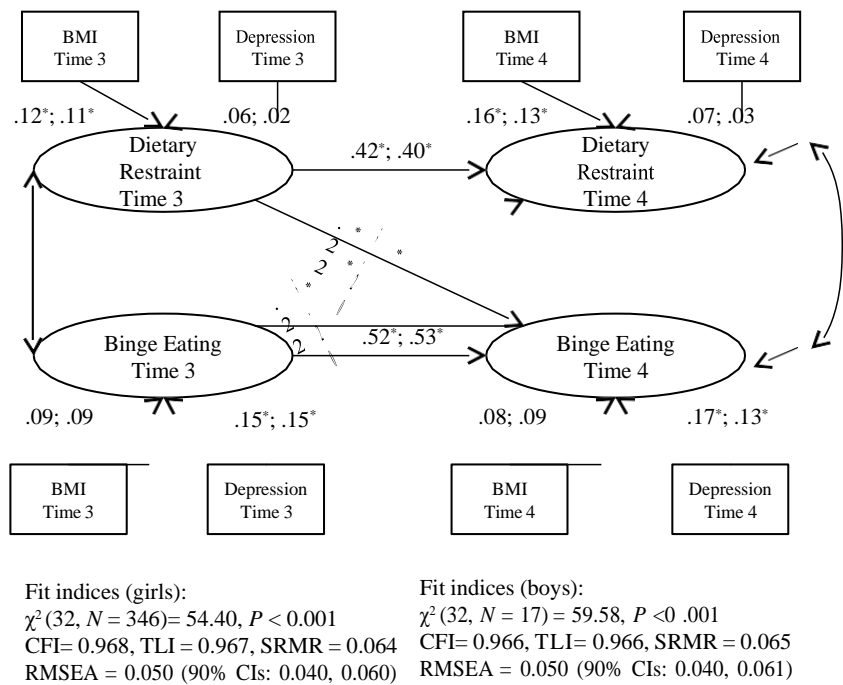 BMI
Time 3
Depression
Time 3
BMI
Time 4
Depression
Time 4
.12*; .11*
.06; .02
.16*; .13*
.07; .03
Dietary
Restraint
Time 3
.42*; .40*
Dietary
Restraint
Time 4
Binge Eating
Time 3
.52*; .53*
Binge Eating
Time 4
.09; .09
.15*; .15*
.08; .09
.17*; .13*
BMI
Time 3
Depression
Time 3
BMI
Time 4
Depression
Time 4
Fit indices (girls):
χ² (32, N = 346)= 54.40, P < 0.001
CFI= 0.968, TLI = 0.967, SRMR = 0.064
RMSEA = 0.050 (90% CIs: 0.040, 0.060)
Fit indices (boys):
χ² (32, N = 17) = 59.58, P <0 .001
CFI= 0.966, TLI= 0.966, SRMR = 0.065
RMSEA = 0.050 (90% CIs: 0.040, 0.061)